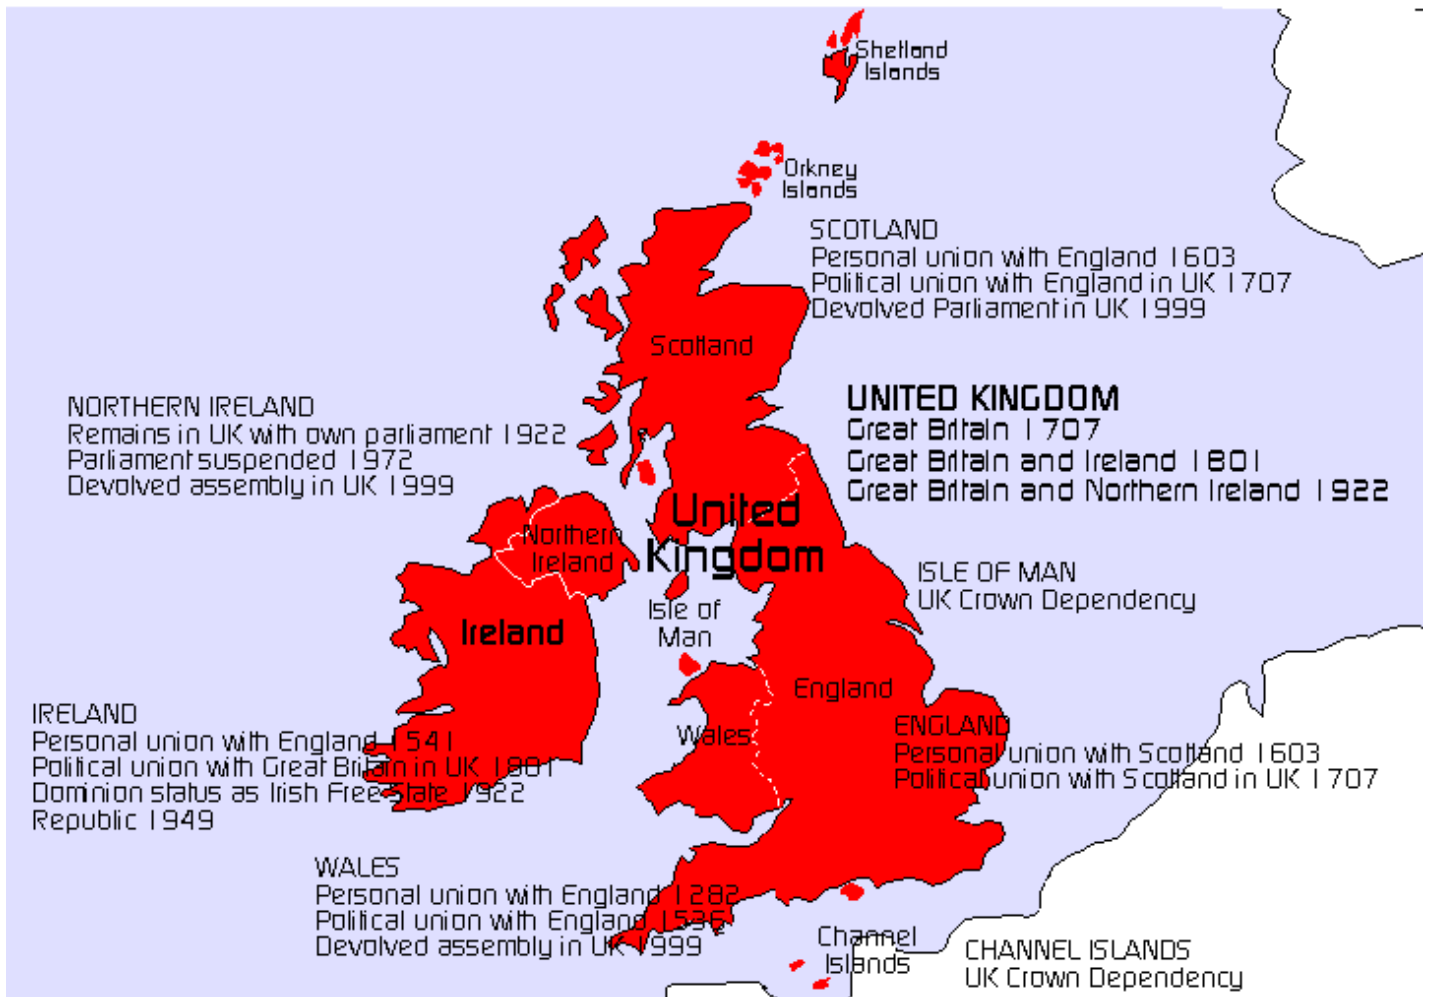 Shetland
Islands
Orkney
Islands
SCOTLAND
Personal union with England 1603
Political union with England in UK 1707
Devolved Parliament in UK 1999
Scotland
NORTHERN IRELAND
Remains in UK with own parliament 1922
Parliament suspended 1972
Devolved assembly in UK 1999
UNITED KINGDOM
Great Britain 1707
Great Britain and Ireland 1801
Great Britain and Northern Ireland 1922
United
Kingdom
Northern
Ireland
ISLE OF MAN
UK Crown Dependency
Isle of
Man
Ireland
England
Wales
IRELAND
Personal union with England 1541
Political union with Great Britain in UK 1801
Dominion status as Irish Free State 1922
Republic 1949
ENGLAND
Personal union with Scotland 1603
Political union with Scotland in UK 1707
WALES
Personal union with England 1282
Political union with England 1536
Devolved assembly in UK 1999
Channel
Islands
CHANNEL ISLANDS
UK Crown Dependency